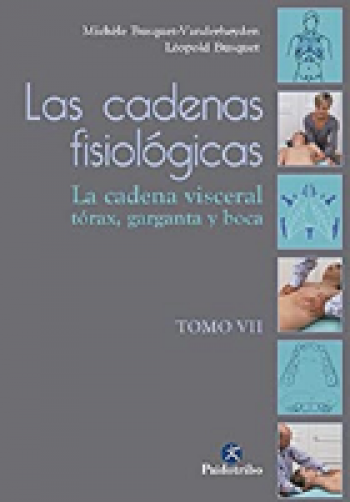 Michèle Busquet-Vanderheyden
Léopold Busquet
Las cadenas
fisiológicas
La cadena visceral
tórax, garganta y boca
TOMO VII
Paidotribo